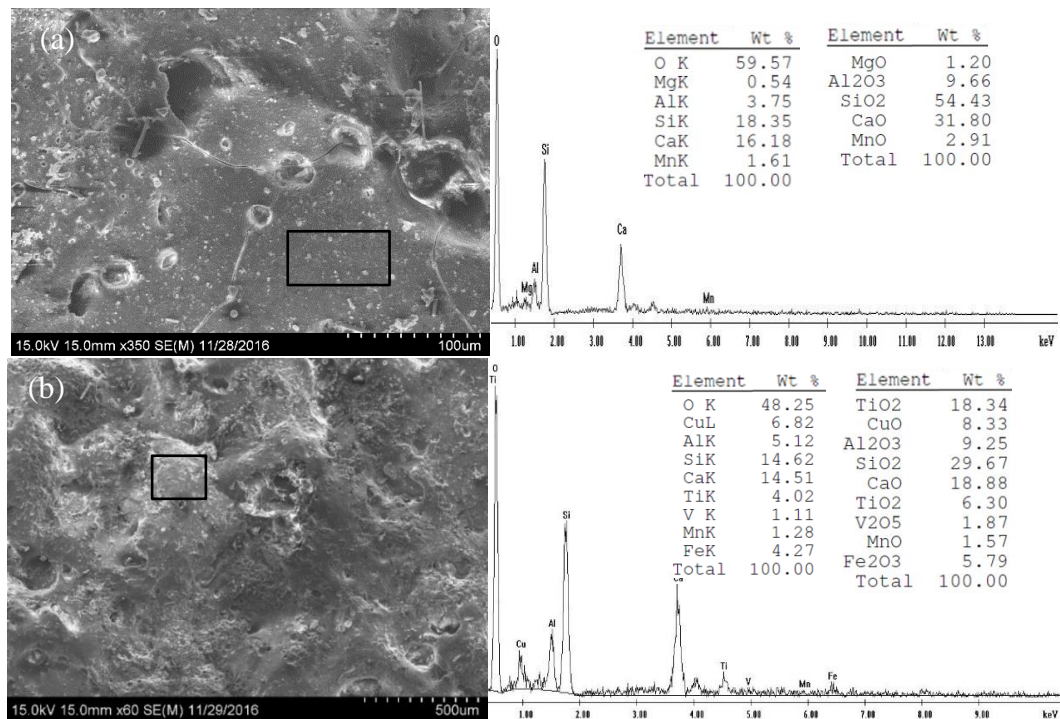 (a)
15.0kV 15.0mm x350 SE(M) 11/28/2016 100um
Element Wt %
O K 59.57
MgK 0.54
AlK 3.75
SiK 18.35
CaK 16.18
MnK 1.61
Total 100.00
Element Wt %
MgO 1.20
Al2O3 9.66
SiO2 54.43
CaO 31.80
MnO 2.91
Total 100.00
O
Si
Ca
Al
Mg
Mn
1.00 2.00 3.00 4.00 5.00 6.00 7.00 8.00 9.00 10.00 11.00 12.00 13.00 keV
(b)
15.0kV 15.0mm x60 SE(M) 11/29/2016 500um
Element Wt %
O K 48.25
CuL 6.82
AlK 5.12
SiK 14.62
CaK 14.51
TiK 4.02
V K 1.11
MnK 1.28
FeK 4.27
Total 100.00
Element Wt %
TiO2 18.34
CuO 8.33
Al2O3 9.25
SiO2 29.67
CaO 18.88
TiO2 6.30
V2O5 1.87
MnO 1.57
Fe2O3 5.79
Total 100.00
O
Ti
Si
Al
Cu
Ti
V
Mn
Fe
1.00 2.00 3.00 4.00 5.00 6.00 7.00 8.00 9.00 10.00 11.00 12.00 13.00 keV